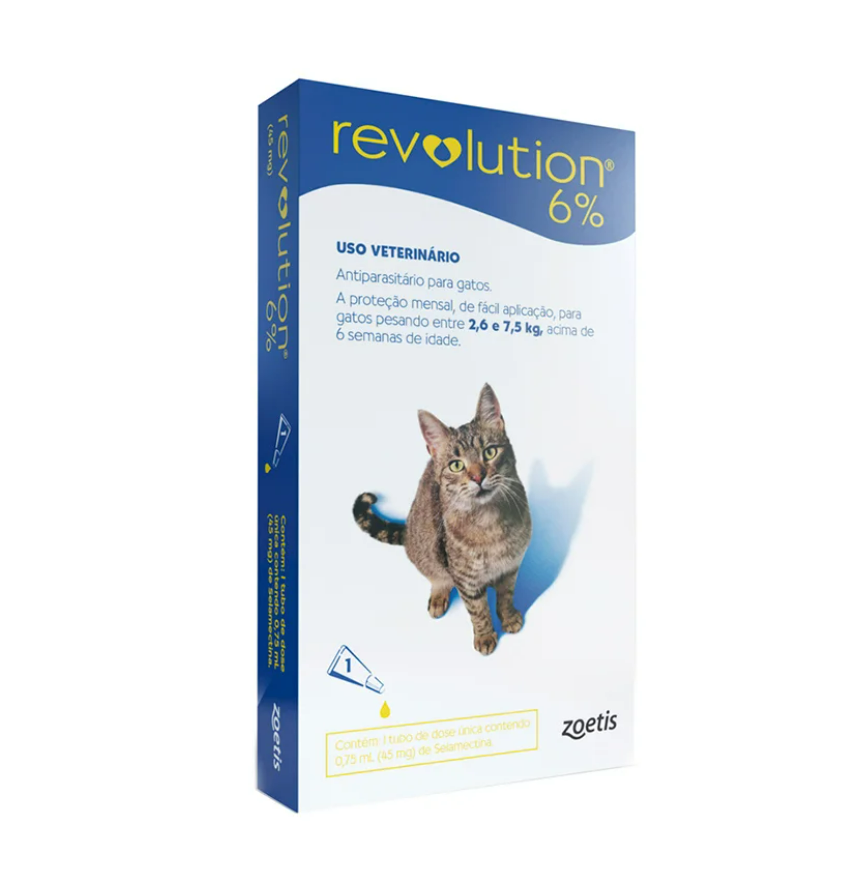 revolution®
6%
USO VETERINÁRIO
Antiparasitário para gatos.
A proteção mensal, de fácil aplicação, para
gatos pesando entre 2,6 e 7,5 kg, acima de
6 semanas de idade.
1
Contém: 1 tubo de dose única contendo
0,75 mL (45 mg) de Selamectina.
zoetis
revolution® 6%
(45 mg)
1
Contém: 1 tubo de dose
única contendo 0,75 mL
(45 mg) de Selamectina.
zoetis